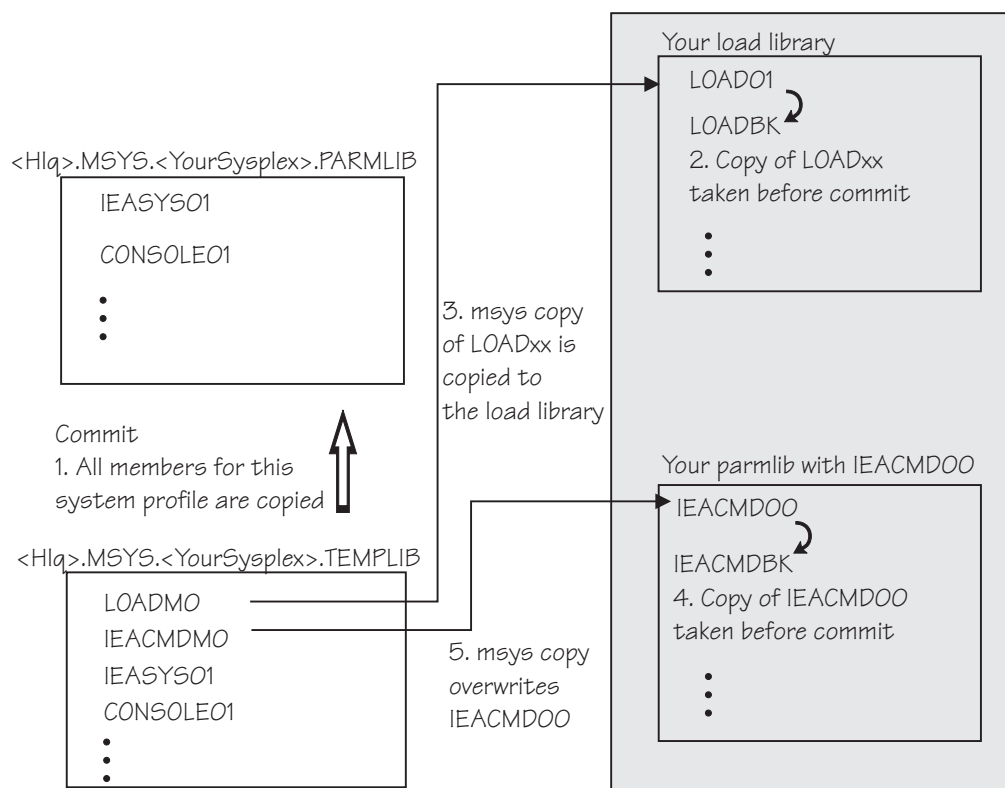 Your load library
LOAD01
LOADBK
2. Copy of LOADxx
taken before commit
<Hlq>.MSYS.<YourSysplex>.PARMLIB
IEASYS01
CONSOLE01
3. msys copy
of LOADxx is
copied to
the load library
Commit
1. All members for this
system profile are copied
Your parmlib with IEACMD00
IEACMD00
IEACMDBK
4. Copy of IEACMD00
taken before commit
<Hlq>.MSYS.<YourSysplex>.TEMPLIB
LOADM0
IEACMDM0
IEASYS01
CONSOLE01
5. msys copy
overwrites
IEACMD00